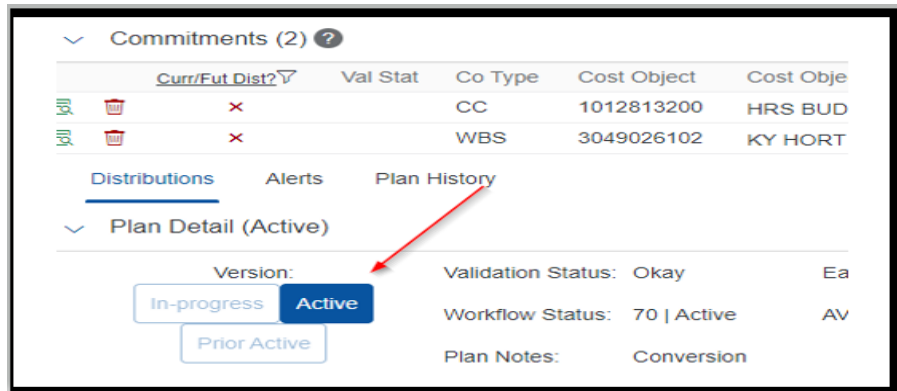 Commitments (2) ?
Curr/Fut Dist? Val Stat Co Type Cost Object Cost Obje
CC 1012813200 HRS BUD
WBS 3049026102 KY HORT
Distributions Alerts Plan History
Plan Detail (Active)
Version: Validation Status: Okay Ea
In-progress Active Workflow Status: 70 | Active AV
Prior Active Plan Notes: Conversion